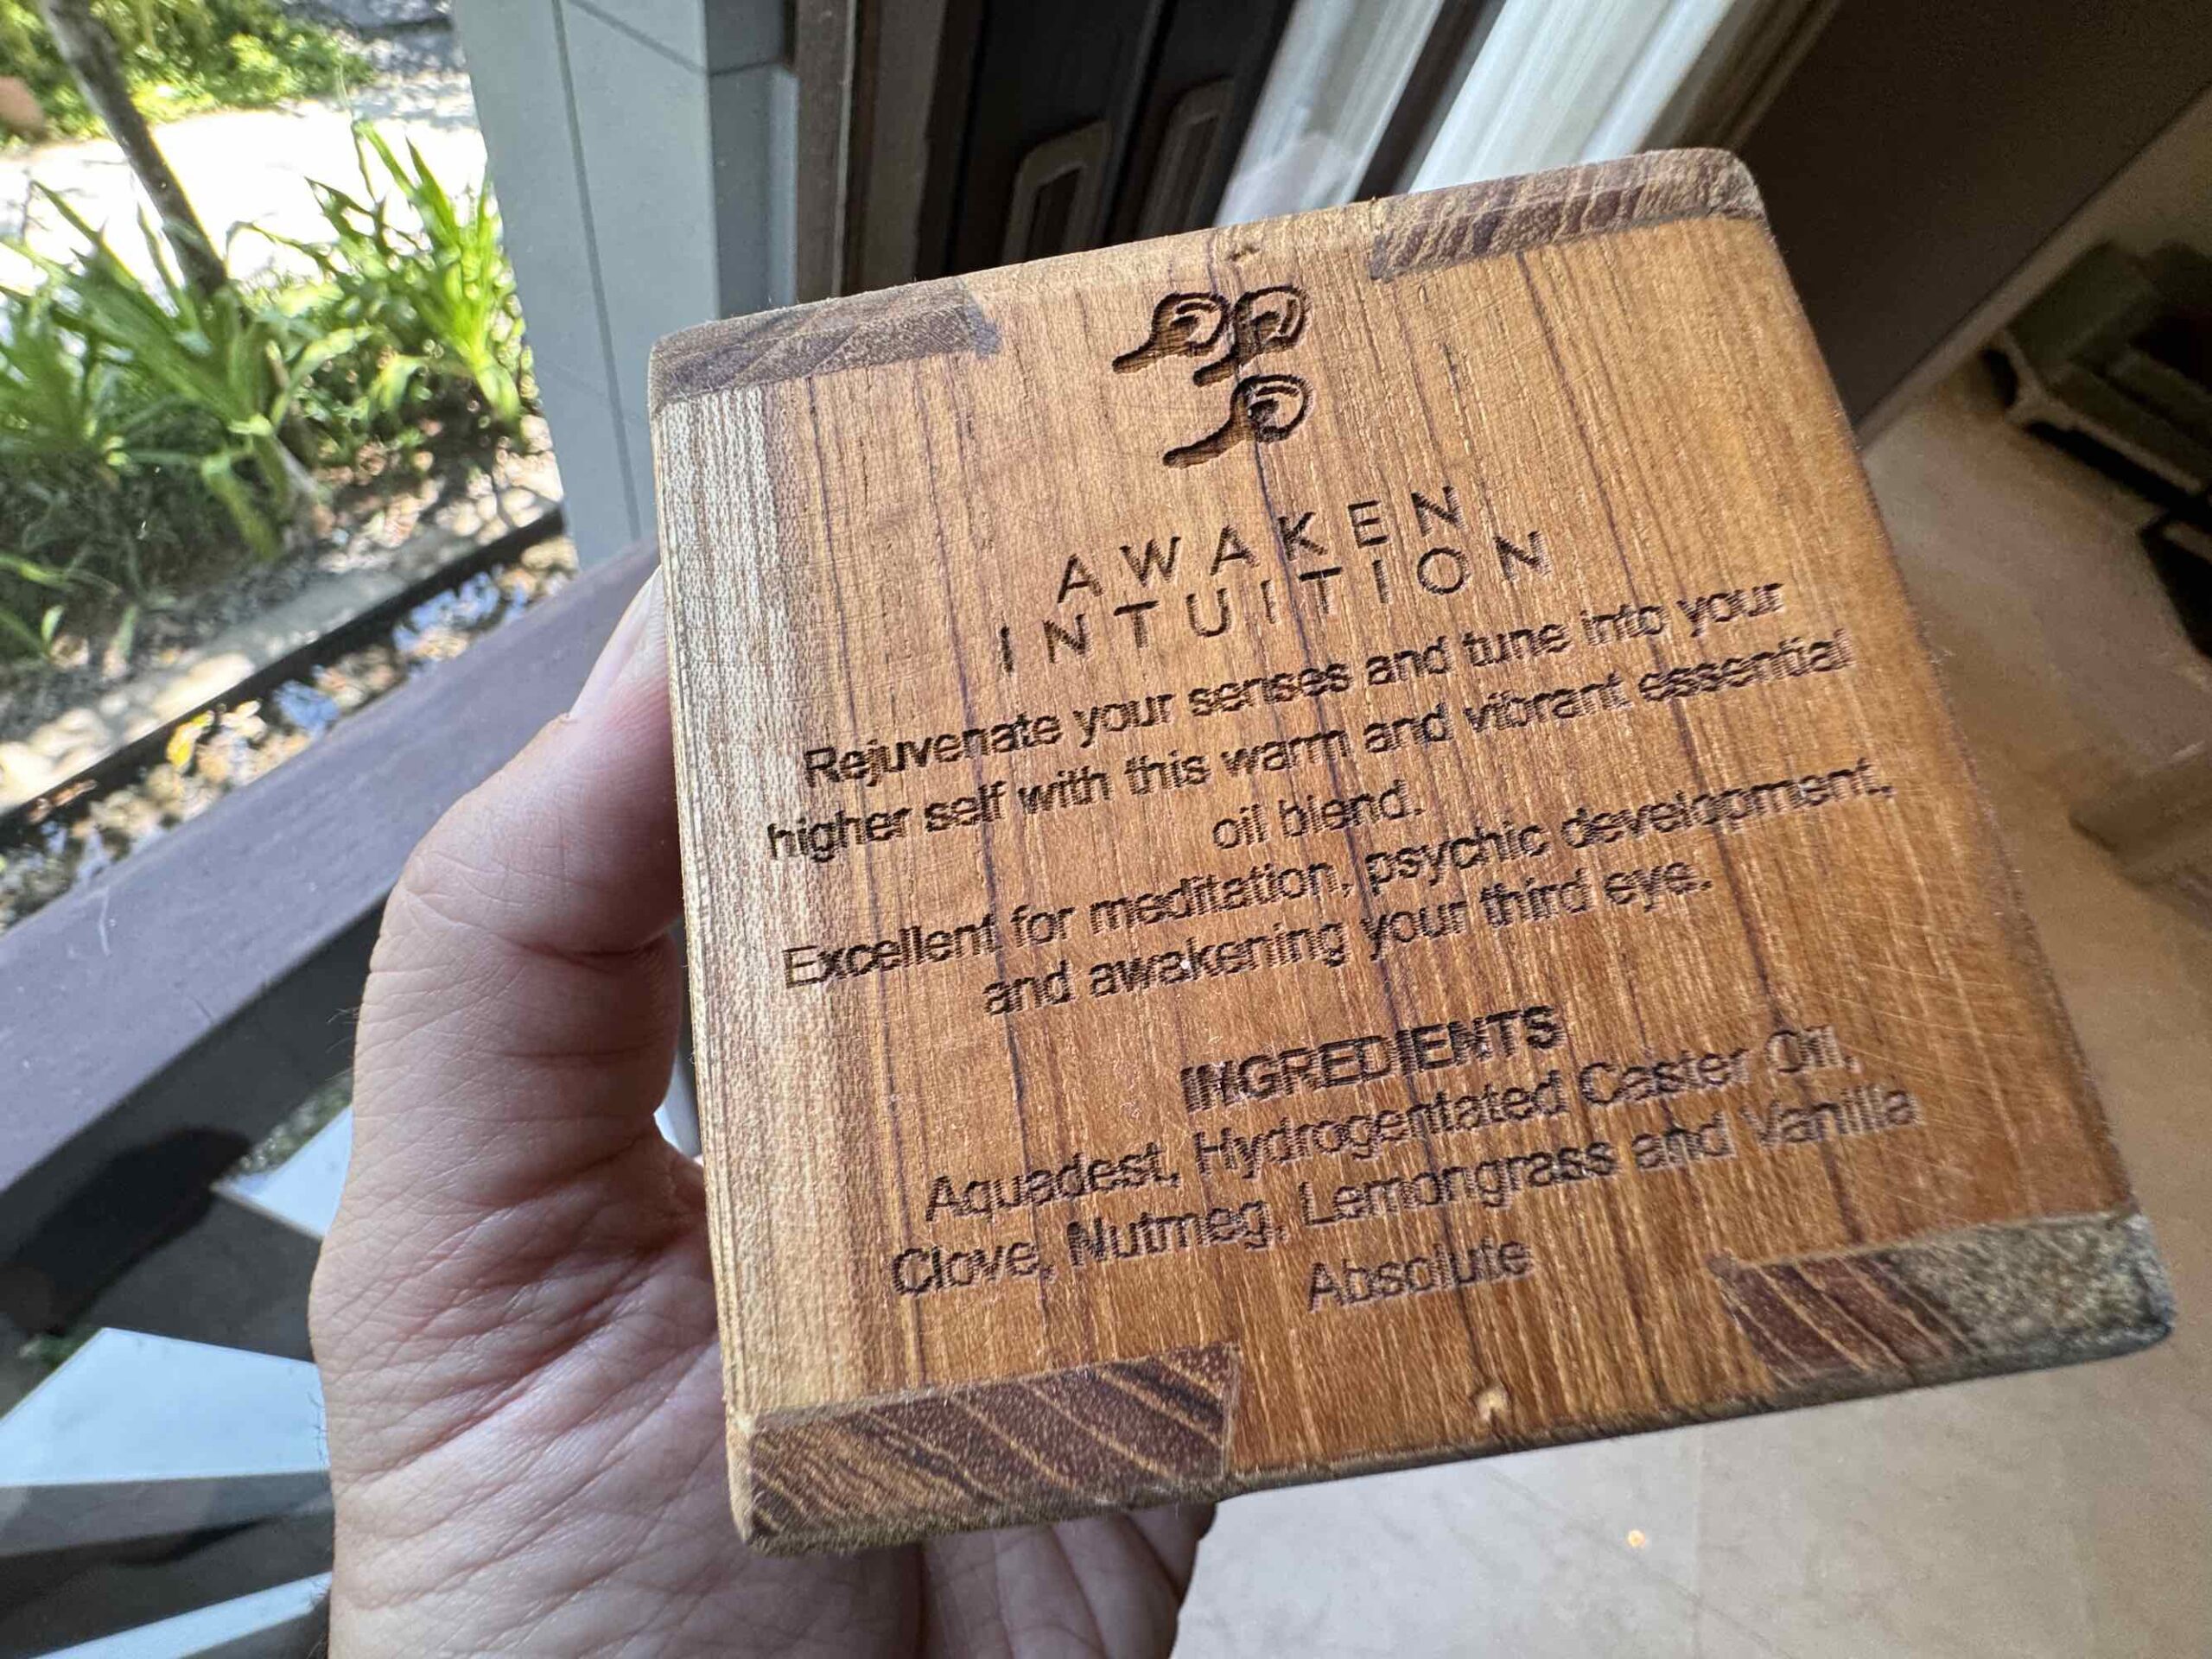 AWAKEN
INTUITION
Rejuvenate your senses and tune into your
higher self with this warm and vibrant essential
oil blend.
Excellent for meditation, psychic development,
and awakening your third eye.
INGREDIENTS
Aquadest, Hydrogentated Caster Oil,
Clove, Nutmeg, Lemongrass and Vanilla
Absolute